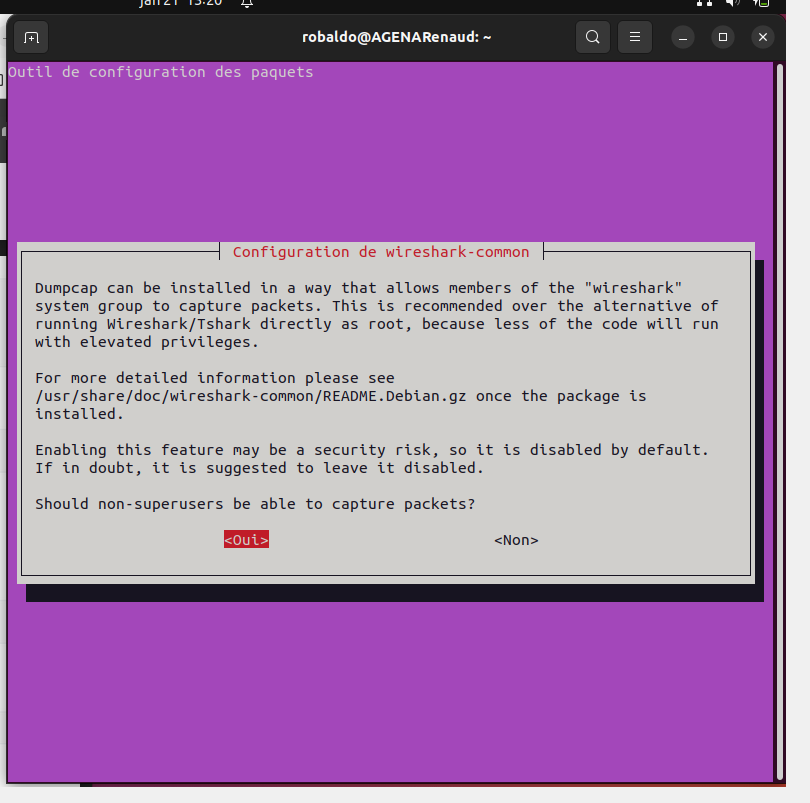 jan 21 13:20
robaldo@AGENARenaud: ~
Outil de configuration des paquets
Configuration de wireshark-common
Dumpcap can be installed in a way that allows members of the "wireshark"
system group to capture packets. This is recommended over the alternative of
running Wireshark/Tshark directly as root, because less of the code will run
with elevated privileges.
For more detailed information please see
/usr/share/doc/wireshark-common/README.Debian.gz once the package is
installed.
Enabling this feature may be a security risk, so it is disabled by default.
If in doubt, it is suggested to leave it disabled.
Should non-superusers be able to capture packets?
<Oui> <Non>